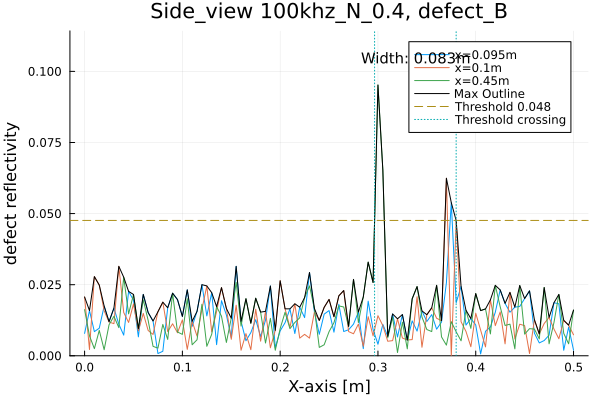 Side_view 100khz_N_0.4, defect_B
Width: 0.083m
x=0.095m
x=0.1m
x=0.45m
Max Outline
Threshold 0.048
Threshold crossing
defect reflectivity
0.100
0.075
0.050
0.025
0.000
0.0 0.1 0.2 0.3 0.4 0.5
X-axis [m]